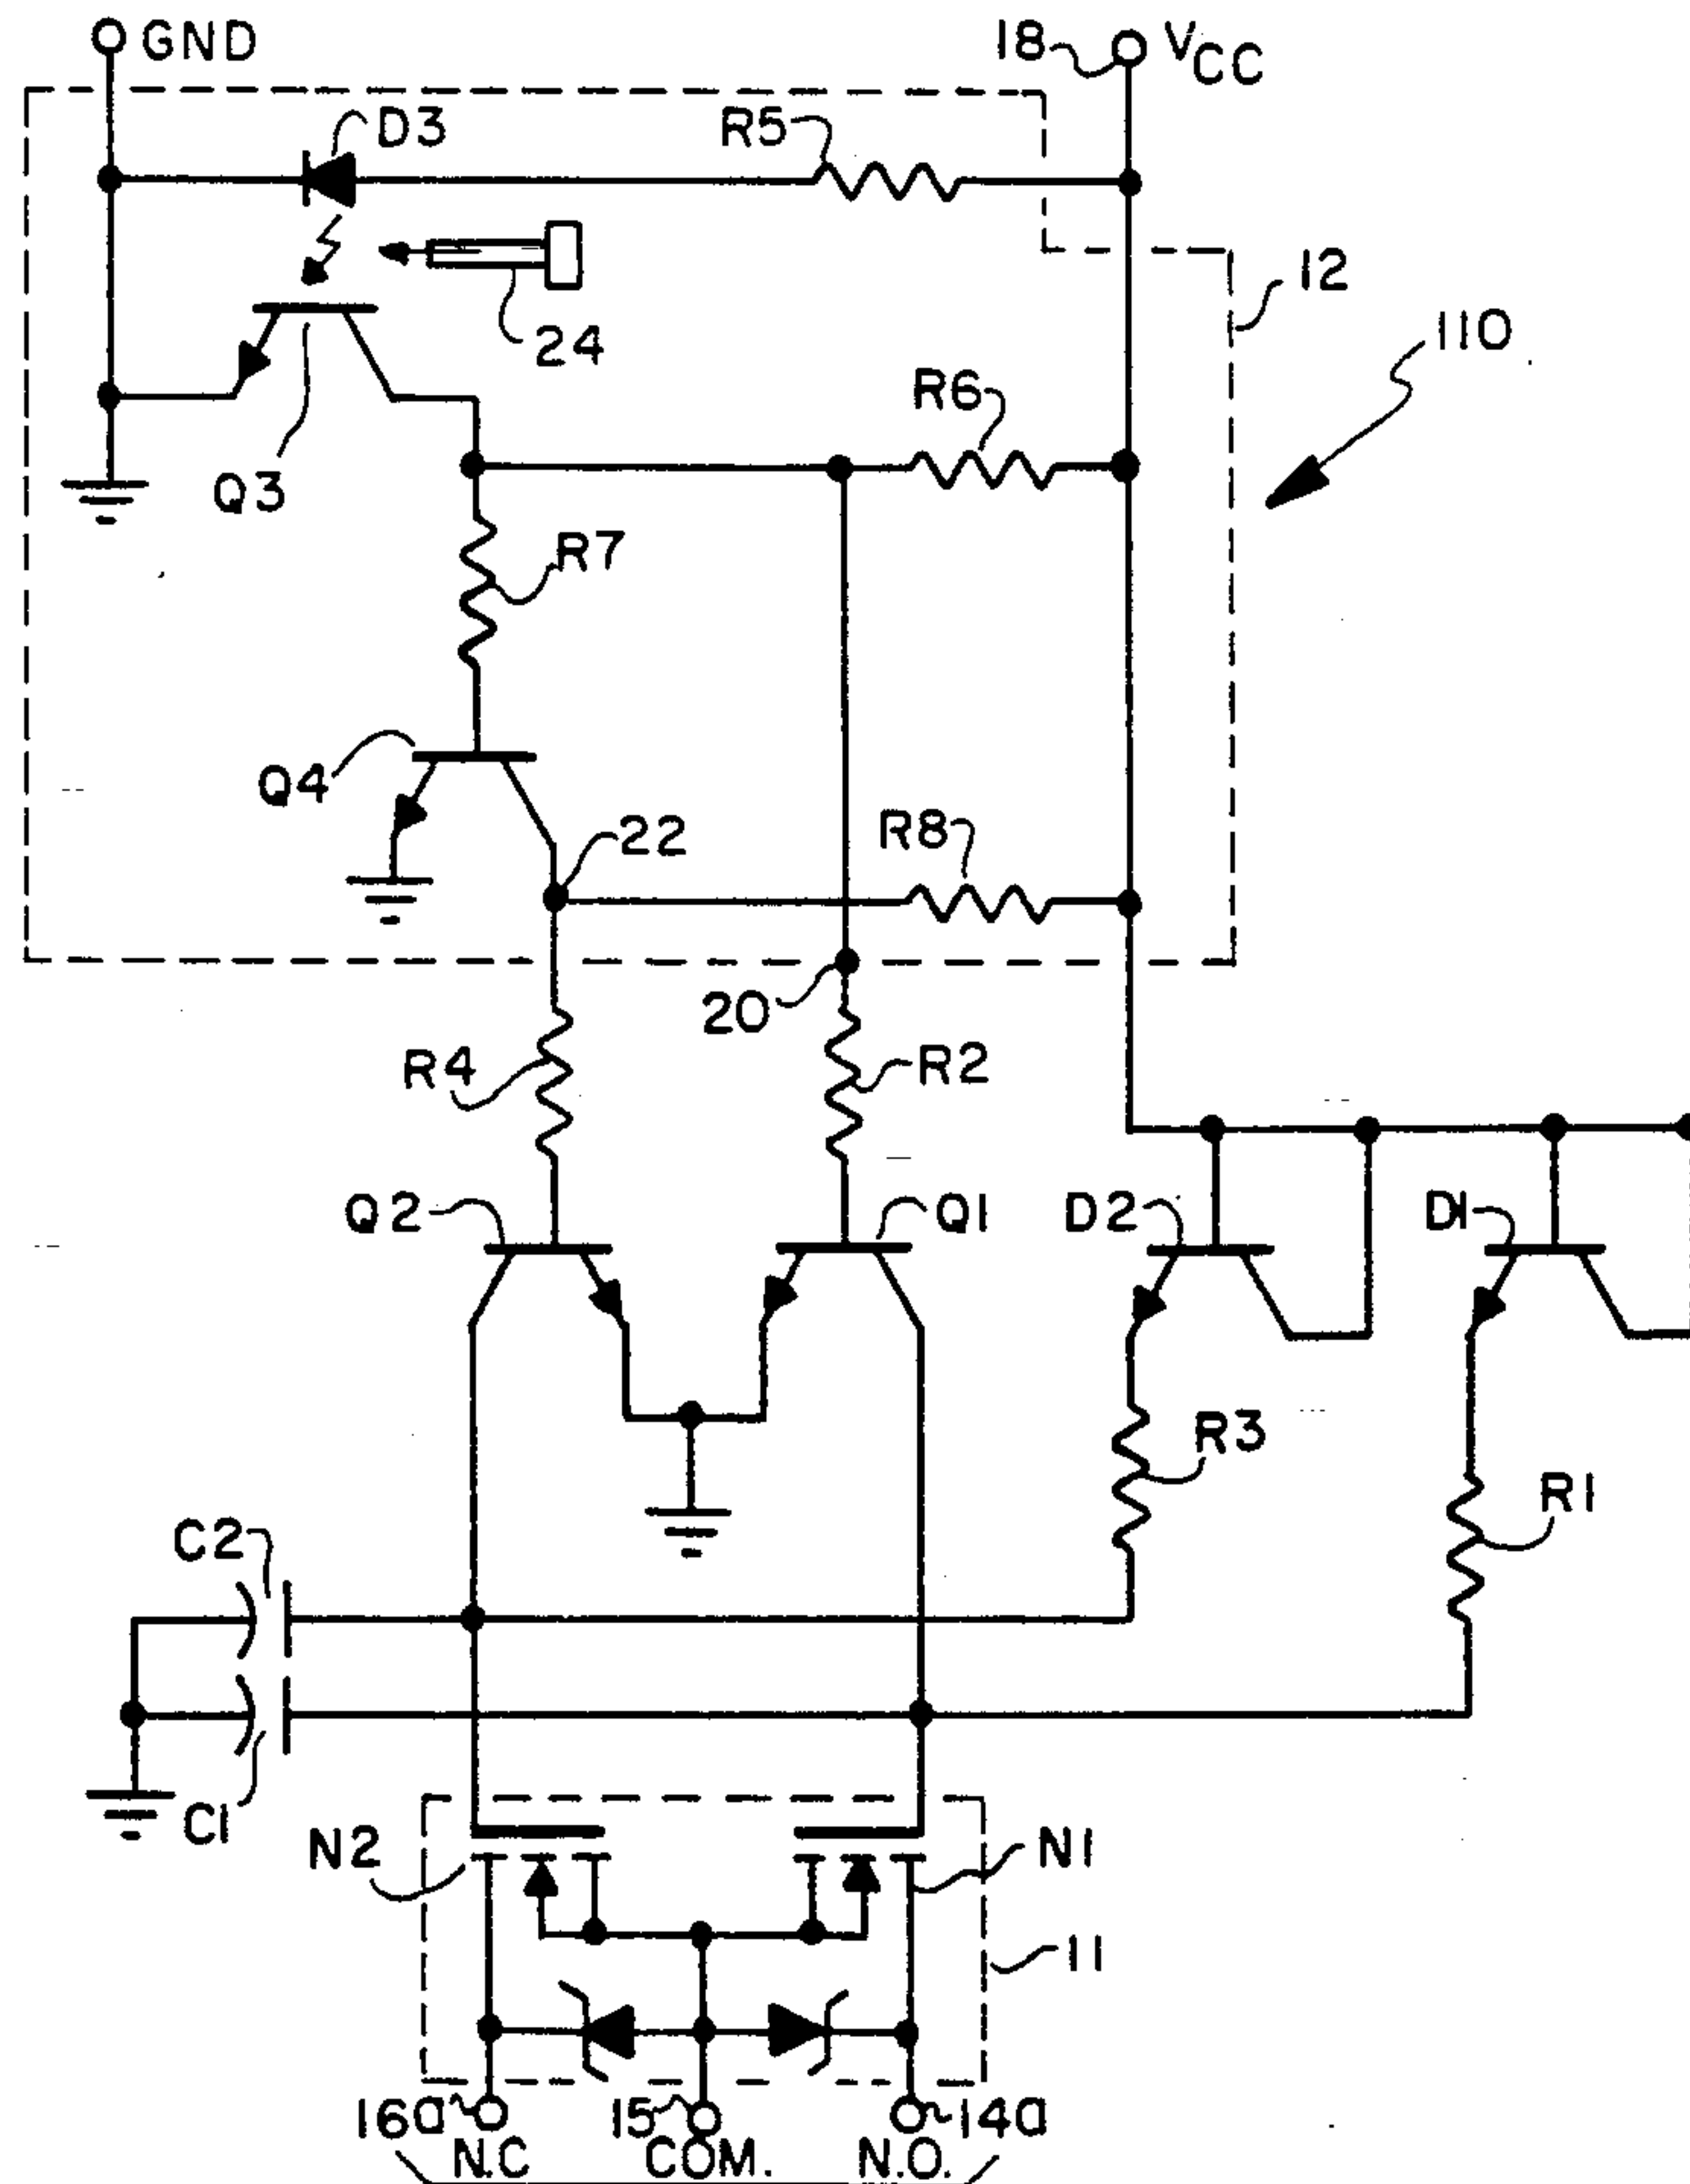 GND
18
VCC
D3
R5
12
24
110
R6
Q3
R7
Q4
22
R8
20
R4
R2
Q2
Q1
D2
D1
R3
R1
C2
C1
N2
N1
11
16a
15
14a
N.C
COM.
N.O.